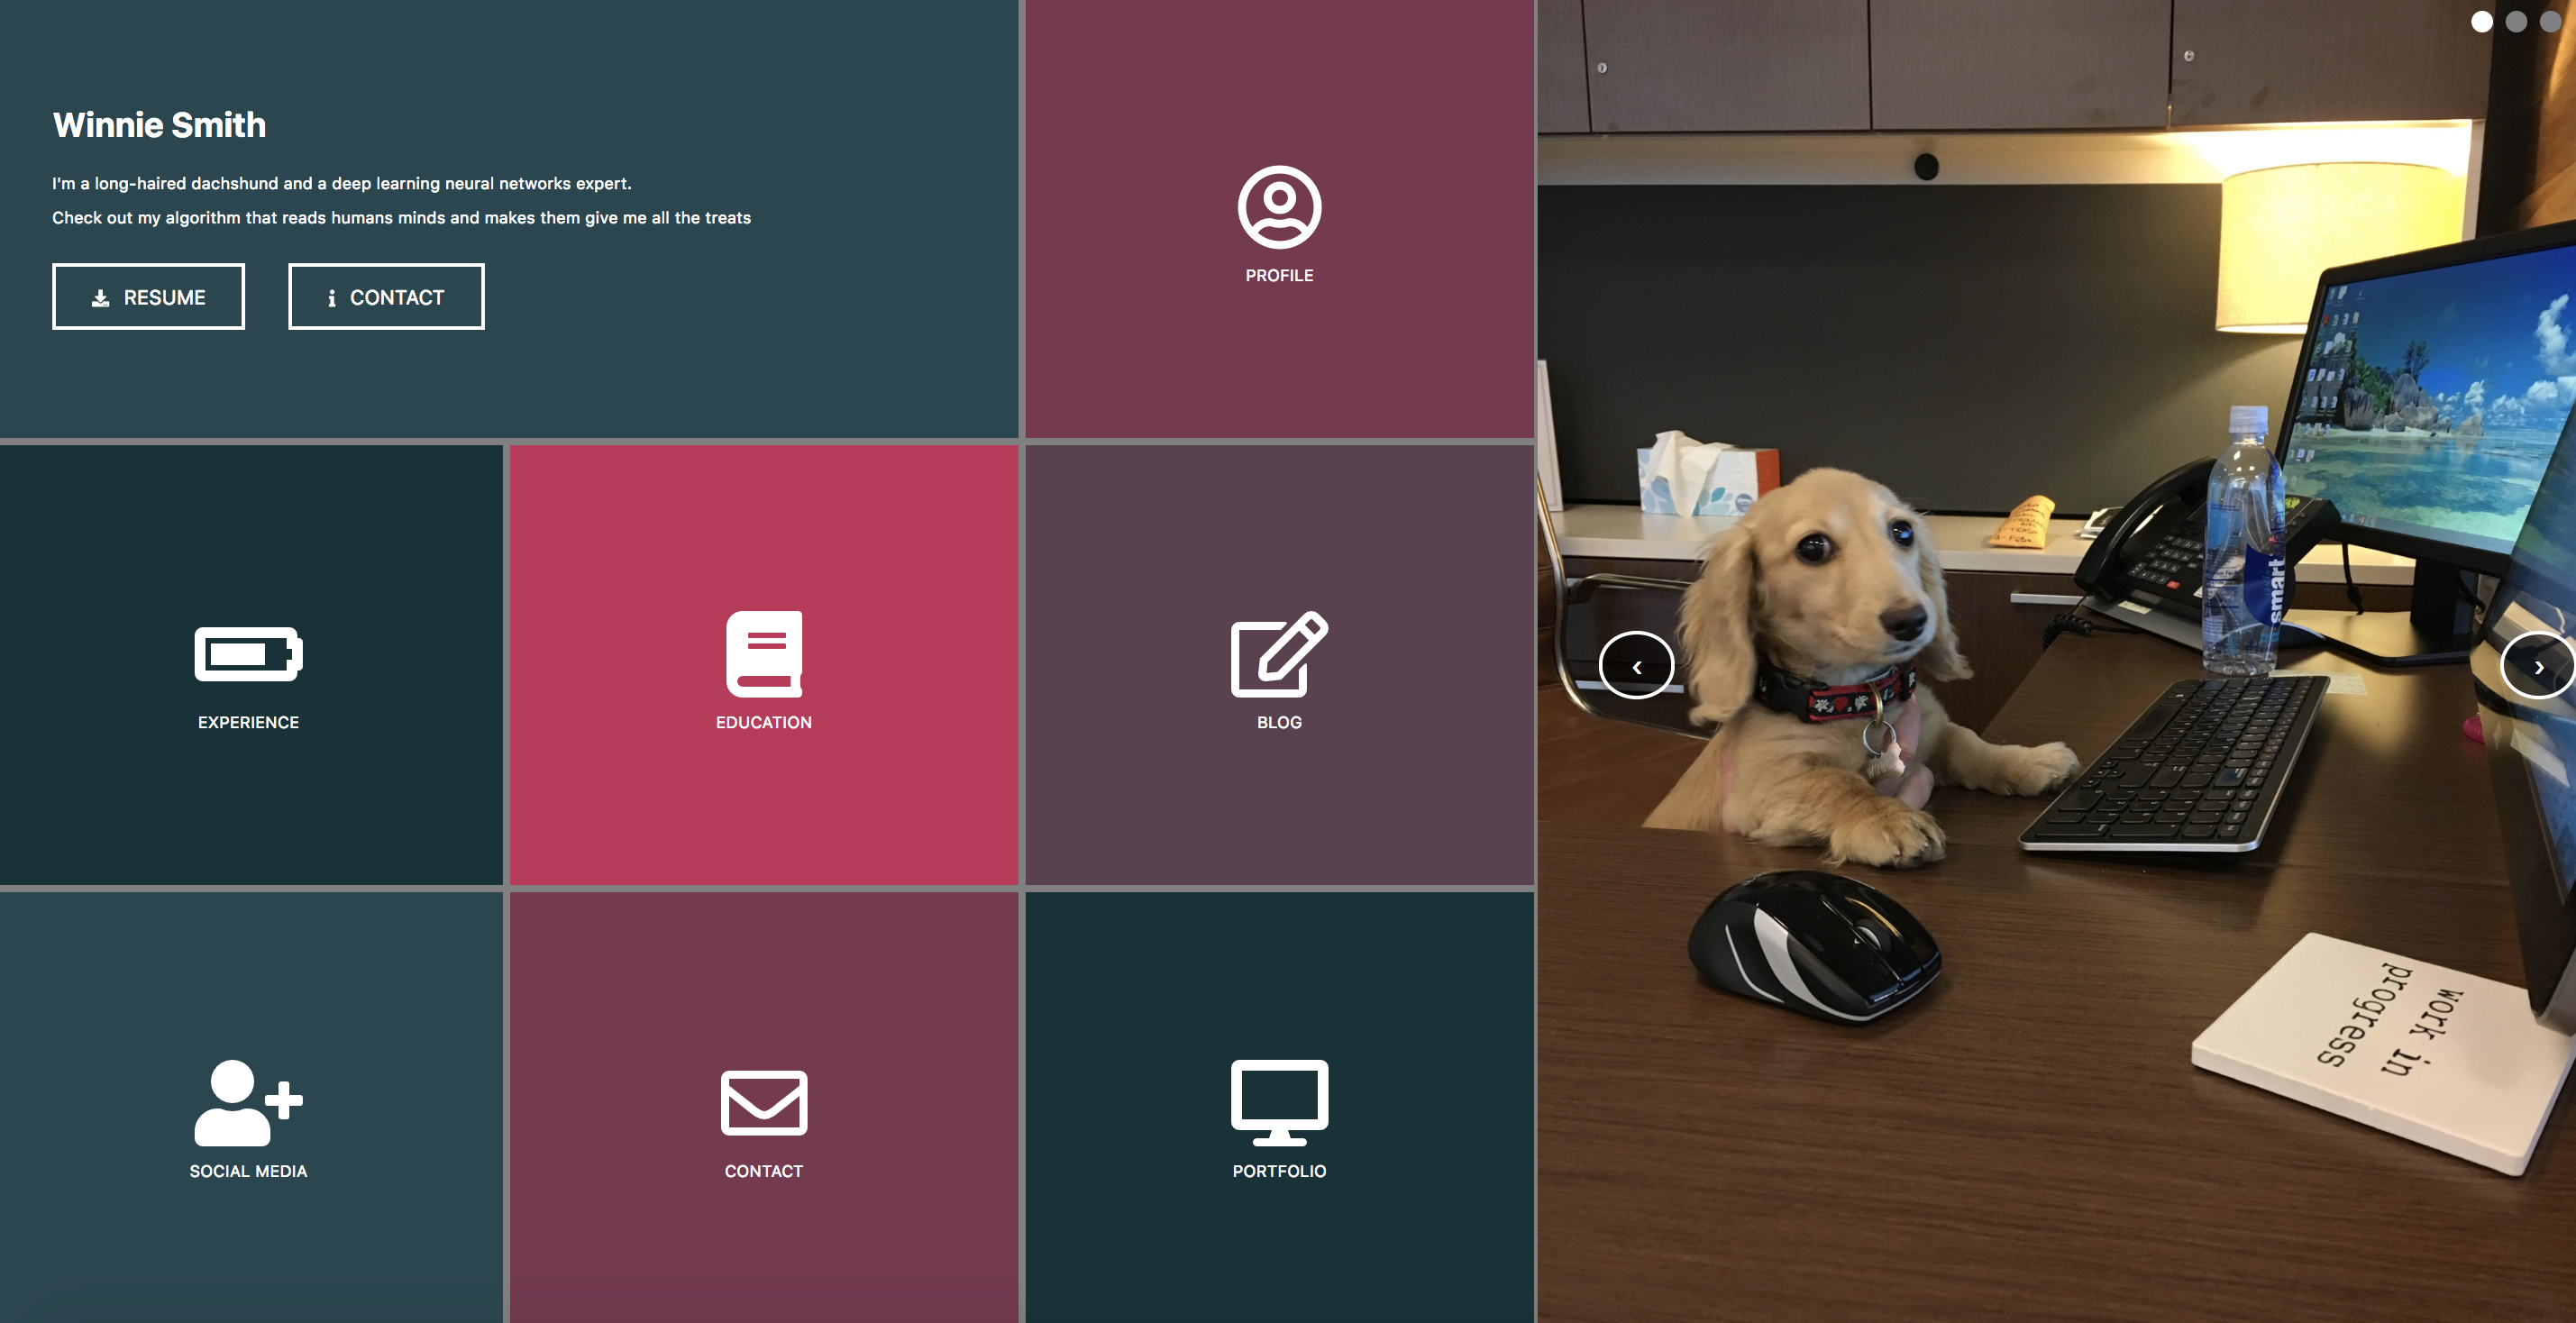 Winnie Smith
I'm a long-haired dachshund and a deep learning neural networks expert.
Check out my algorithm that reads humans minds and makes them give me all the treats
RESUME
CONTACT
PROFILE
EXPERIENCE
EDUCATION
BLOG
SOCIAL MEDIA
CONTACT
PORTFOLIO
smart
work in
progress